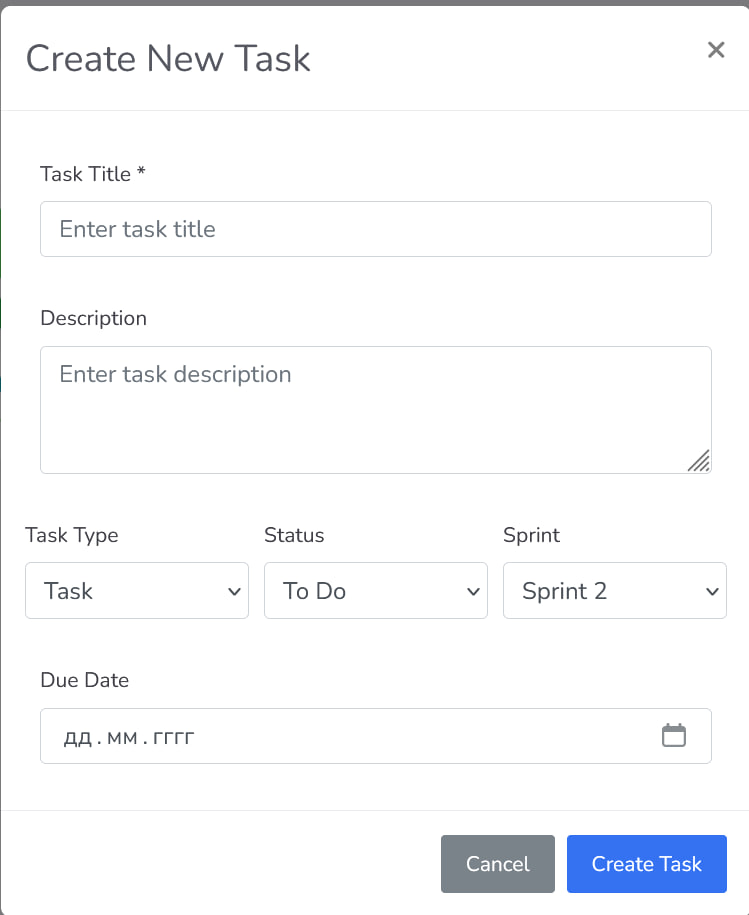 Create New Task
Task Title *
Enter task title
Description
Enter task description
Task Type Status Sprint
Task To Do Sprint 2
Due Date
дд . мм . гггг
Cancel Create Task